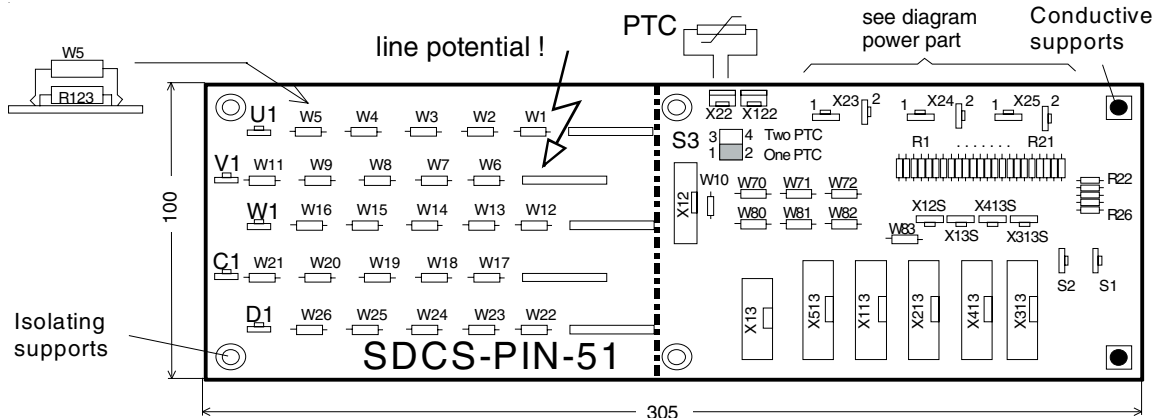 PTC
see diagram
power part
Conductive
supports
W5
R123
line potential !
U1 W5 W4 W3 W2 W1
X22 X122
1 X23 2 1 X24 2 1 X25 2
S3 3 4 Two PTC
1 2 One PTC
R1 . . . . . . . R21
V1 W11 W9 W8 W7 W6
X12 W10 W70 W71 W72
R22
R26
100
W1 W16 W15 W14 W13 W12
W80 W81 W82 W83
X12S X413S
X13S X313S
C1 W21 W20 W19 W18 W17
S2 S1
X13 X513 X113 X213 X413 X313
D1 W26 W25 W24 W23 W22
Isolating
supports
SDCS-PIN-51
305